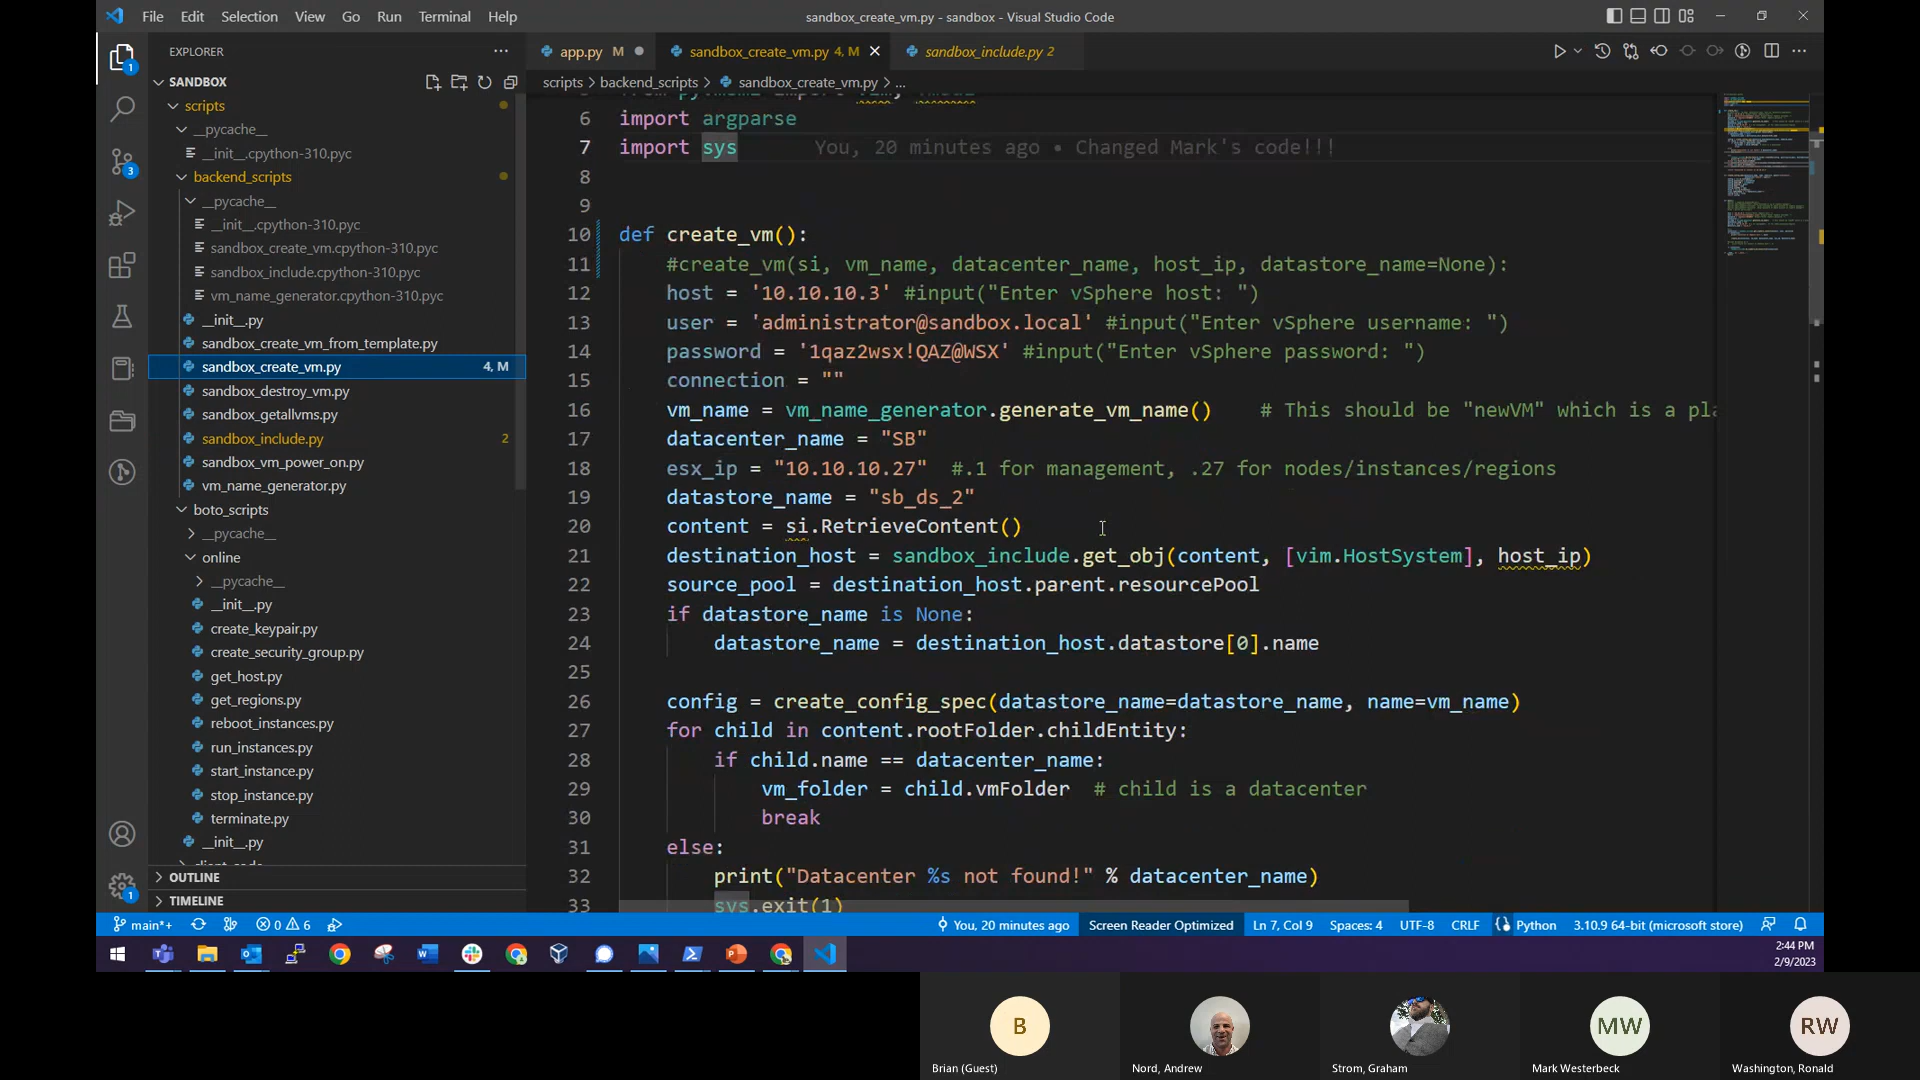 File Edit Selection View Go Run Terminal Help
sandbox_create_vm.py - sandbox - Visual Studio Code
EXPLORER
SANDBOX
scripts
__pycache__
__init__.cpython-310.pyc
backend_scripts
__pycache__
__init__.cpython-310.pyc
sandbox_create_vm.cpython-310.pyc
sandbox_include.cpython-310.pyc
vm_name_generator.cpython-310.pyc
__init__.py
sandbox_create_vm_from_template.py
sandbox_create_vm.py 4, M
sandbox_destroy_vm.py
sandbox_getallvms.py
sandbox_include.py 2
sandbox_vm_power_on.py
vm_name_generator.py
boto_scripts
__pycache__
online
__pycache__
__init__.py
create_keypair.py
create_security_group.py
get_host.py
get_regions.py
reboot_instances.py
run_instances.py
start_instance.py
stop_instance.py
terminate.py
__init__.py
OUTLINE
TIMELINE
1
3
1
app.py M
sandbox_create_vm.py 4, M
sandbox_include.py 2
scripts > backend_scripts > sandbox_create_vm.py > ...
6 import argparse
7 import sys You, 20 minutes ago • Changed Mark's code!!!
8
9
10 def create_vm():
11 #create_vm(si, vm_name, datacenter_name, host_ip, datastore_name=None):
12 host = '10.10.10.3' #input("Enter vSphere host: ")
13 user = 'administrator@sandbox.local' #input("Enter vSphere username: ")
14 password = '1qaz2wsx!QAZ@WSX' #input("Enter vSphere password: ")
15 connection = ""
16 vm_name = vm_name_generator.generate_vm_name() # This should be "newVM" which is a pla
17 datacenter_name = "SB"
18 esx_ip = "10.10.10.27" #.1 for management, .27 for nodes/instances/regions
19 datastore_name = "sb_ds_2"
20 content = si.RetrieveContent()
21 destination_host = sandbox_include.get_obj(content, [vim.HostSystem], host_ip)
22 source_pool = destination_host.parent.resourcePool
23 if datastore_name is None:
24 datastore_name = destination_host.datastore[0].name
25
26 config = create_config_spec(datastore_name=datastore_name, name=vm_name)
27 for child in content.rootFolder.childEntity:
28 if child.name == datacenter_name:
29 vm_folder = child.vmFolder # child is a datacenter
30 break
31 else:
32 print("Datacenter %s not found!" % datacenter_name)
33 sys.exit(1)
main*+ 0 6 You, 20 minutes ago Screen Reader Optimized Ln 7, Col 9 Spaces: 4 UTF-8 CRLF Python 3.10.9 64-bit (microsoft store)
2:44 PM
2/9/2023
B MW RW
Brian (Guest) Nord, Andrew Strom, Graham Mark Westerbeck Washington, Ronald